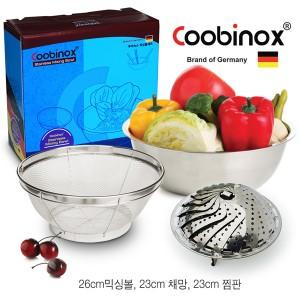 Coobinox®
Brand of Germany
Coobinox
Stainless Mixing Bowl
26cm믹싱볼, 23cm 채망, 23cm 찜판